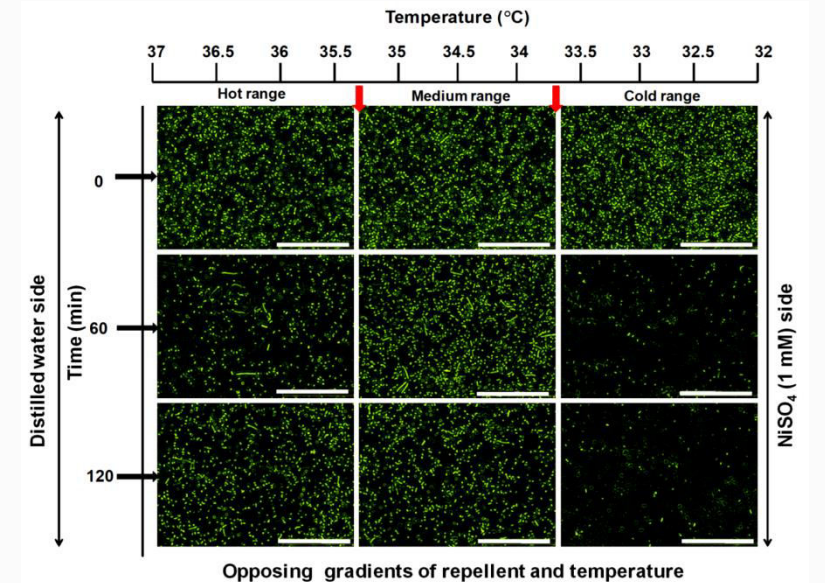 Temperature (°C)
37 36.5 36 35.5 35 34.5 34 33.5 33 32.5 32
Hot range Medium range Cold range
0
60
120
Time (min)
Distilled water side
NiSO₄ (1 mM) side
Opposing gradients of repellent and temperature